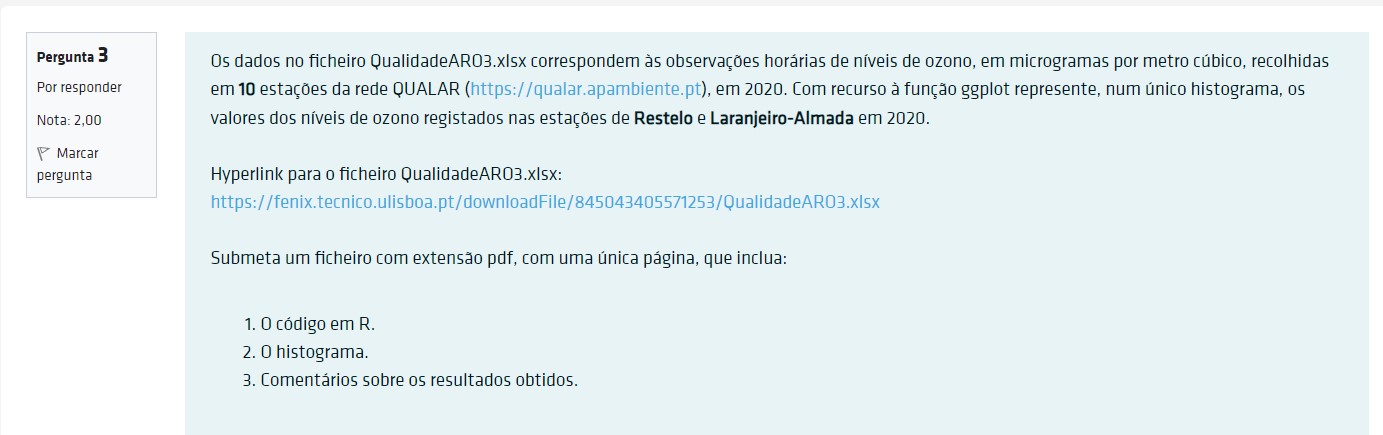 Pergunta 3
Por responder
Nota: 2,00
Marcar
pergunta
Os dados no ficheiro QualidadeARO3.xlsx correspondem às observações horárias de níveis de ozono, em microgramas por metro cúbico, recolhidas
em 10 estações da rede QUALAR (https://qualar.apambiente.pt), em 2020. Com recurso à função ggplot represente, num único histograma, os
valores dos níveis de ozono registados nas estações de Restelo e Laranjeiro-Almada em 2020.
Hyperlink para o ficheiro QualidadeARO3.xlsx:
https://fenix.tecnico.ulisboa.pt/downloadFile/845043405571253/QualidadeARO3.xlsx
Submeta um ficheiro com extensão pdf, com uma única página, que inclua:
1. O código em R.
2. O histograma.
3. Comentários sobre os resultados obtidos.